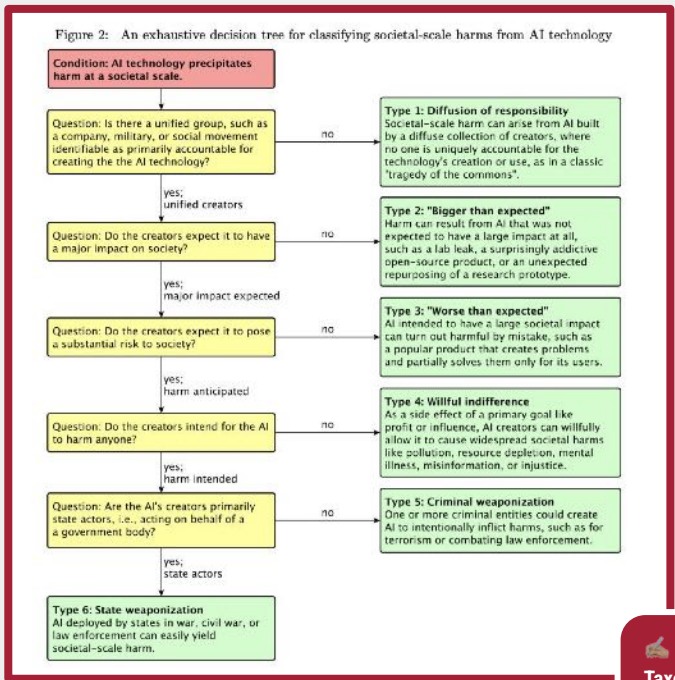 Figure 2: An exhaustive decision tree for classifying societal-scale harms from AI technology
Condition: AI technology precipitates
harm at a societal scale.
Question: Is there a unified group, such as
a company, military, or social movement
identifiable as primarily accountable for
creating the the AI technology?
no
Type 1: Diffusion of responsibility
Societal-scale harm can arise from AI built
by a diffuse collection of creators, where
no one is uniquely accountable for the
technology's creation or use, as in a classic
"tragedy of the commons".
yes;
unified creators
Question: Do the creators expect it to have
a major impact on society?
no
Type 2: "Bigger than expected"
Harm can result from AI that was not
expected to have a large impact at all,
such as a lab leak, a surprisingly addictive
open-source product, or an unexpected
repurposing of a research prototype.
yes;
major impact expected
Question: Do the creators expect it to pose
a substantial risk to society?
no
Type 3: "Worse than expected"
AI intended to have a large societal impact
can turn out harmful by mistake, such as
a popular product that creates problems
and partially solves them only for its users.
yes;
harm anticipated
Question: Do the creators intend for the AI
to harm anyone?
no
Type 4: Willful indifference
As a side effect of a primary goal like
profit or influence, AI creators can willfully
allow it to cause widespread societal harms
like pollution, resource depletion, mental
illness, misinformation, or injustice.
yes;
harm intended
Question: Are the AI's creators primarily
state actors, i.e., acting on behalf of a
a government body?
no
Type 5: Criminal weaponization
One or more criminal entities could create
AI to intentionally inflict harms, such as for
terrorism or combating law enforcement.
yes;
state actors
Type 6: State weaponization
AI deployed by states in war, civil war, or
law enforcement can easily yield
societal-scale harm.